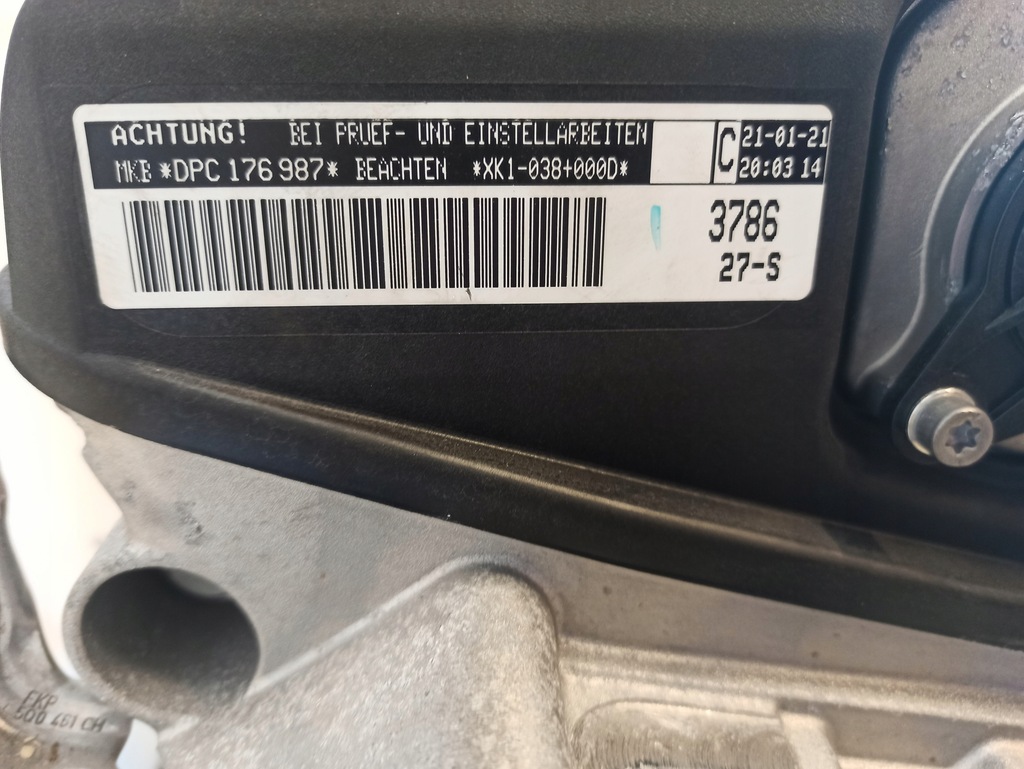 ACHTUNG! BEI PRUEF- UND EINSTELLARBEITEN
MKB *DPC 176 987* BEACHTEN *XK1-038+000D*
C
21-01-21
20:03 14
3786
27-S